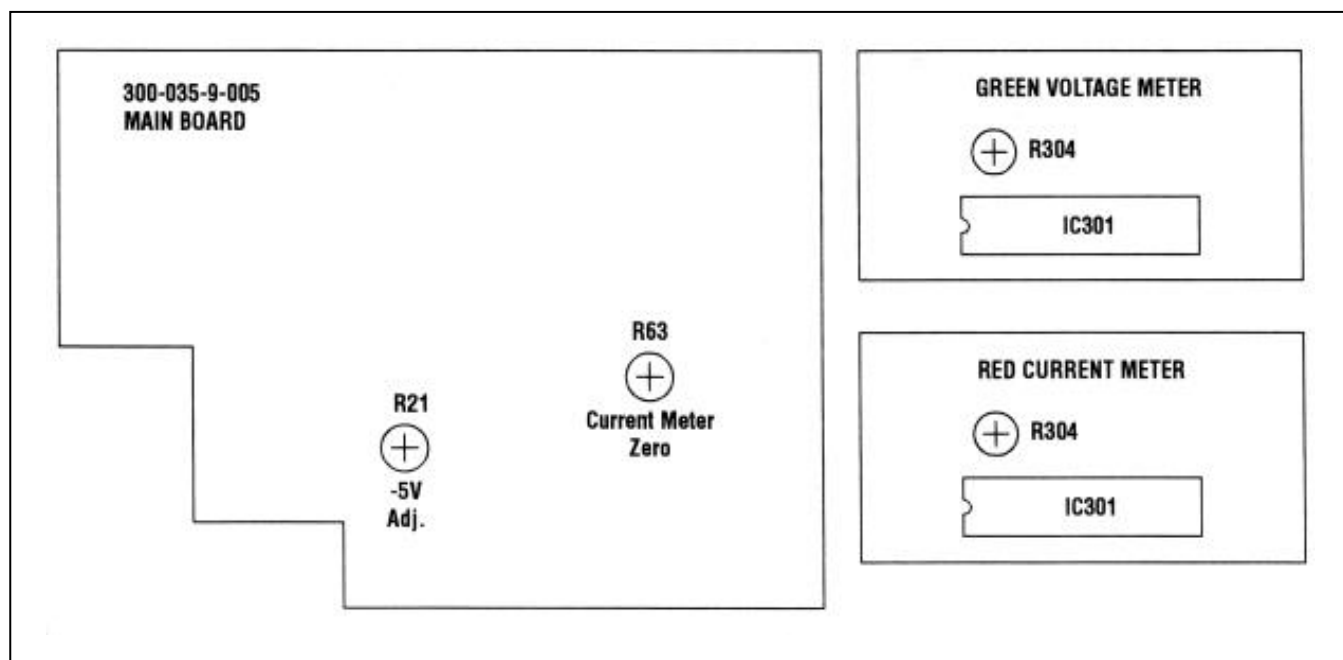 300-035-9-005
MAIN BOARD
R63
Current Meter
Zero
R21
-5V
Adj.
GREEN VOLTAGE METER
R304
IC301
RED CURRENT METER
R304
IC301